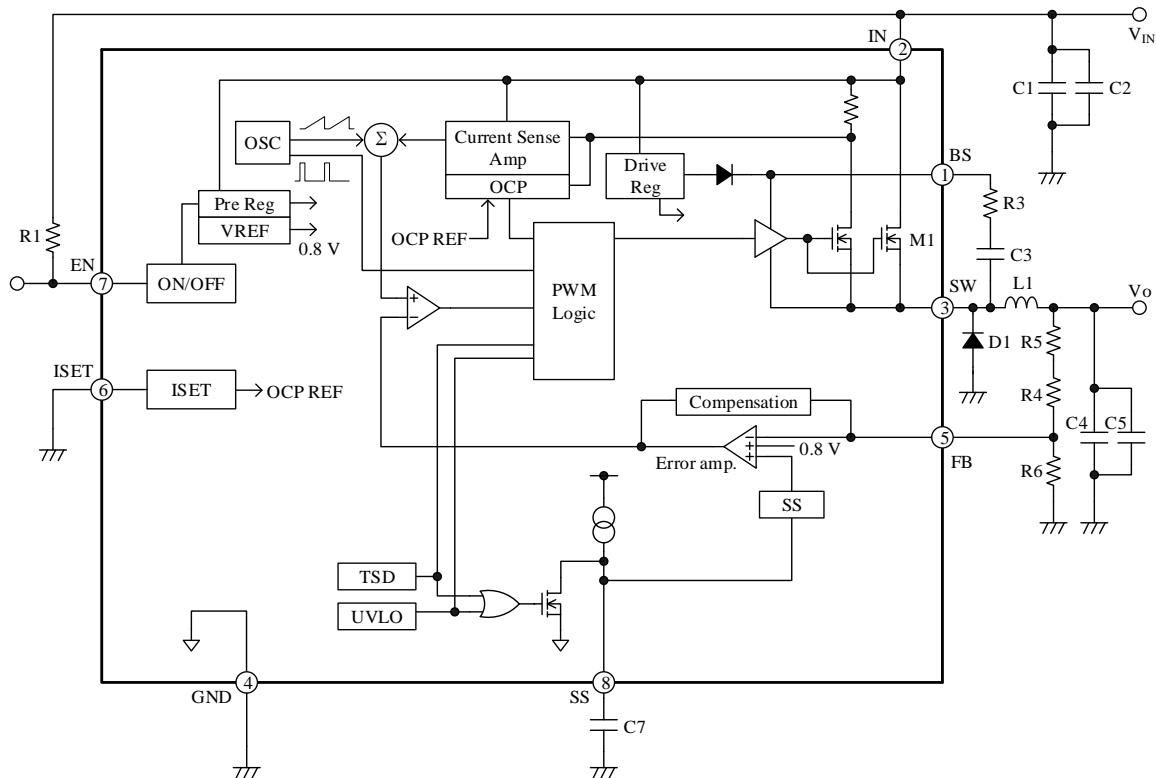 V_IN
IN
2
C1
C2
OSC
Σ
Current Sense
Amp
OCP
Drive
Reg
BS
1
R3
Pre Reg
VREF
0.8 V
OCP REF
R1
M1
C3
EN
7
ON/OFF
PWM
Logic
SW
3
L1
Vo
+
−
D1
R5
ISET
6
ISET
OCP REF
R4
Compensation
C4
C5
−
+
+
0.8 V
Error amp.
5
FB
R6
SS
TSD
UVLO
GND
4
SS
8
C7